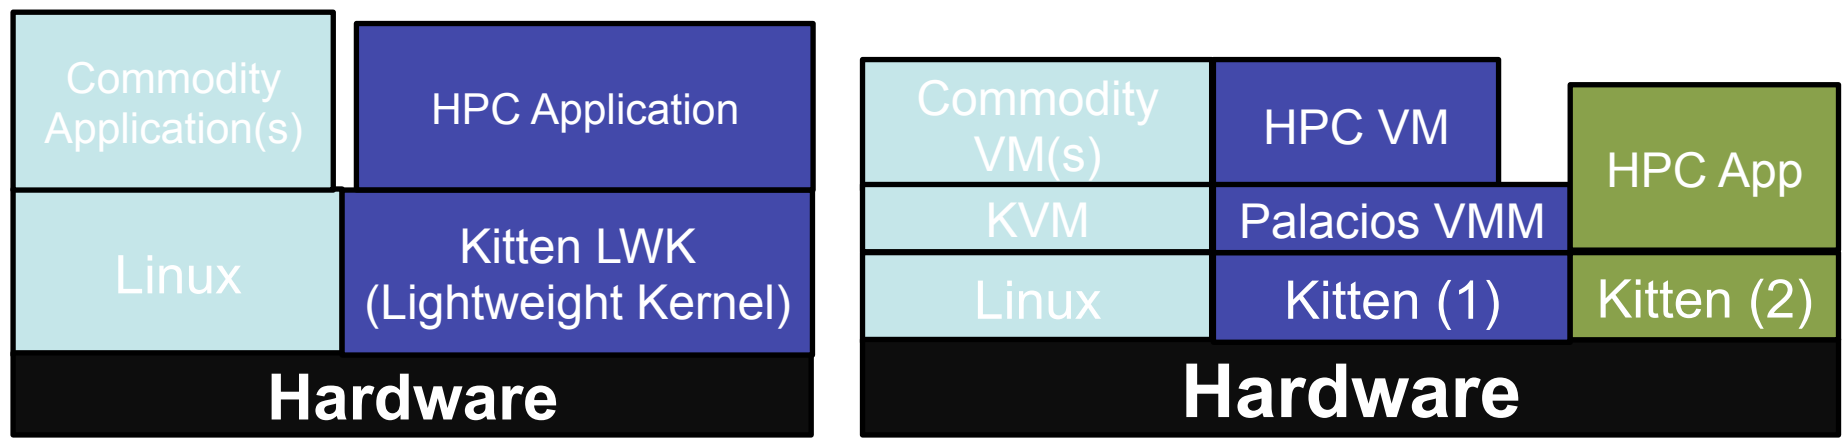 Commodity
Application(s)
HPC Application
Linux
Kitten LWK
(Lightweight Kernel)
Hardware
Commodity
VM(s)
HPC VM
HPC App
KVM
Palacios VMM
Linux
Kitten (1)
Kitten (2)
Hardware